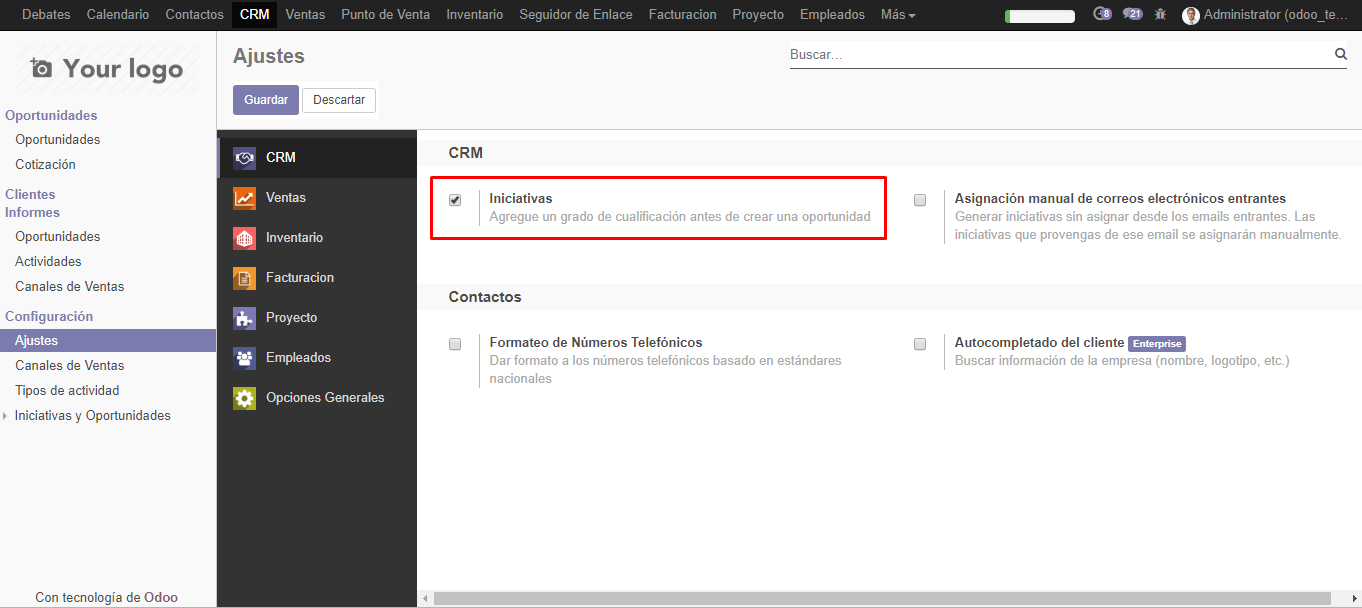 Debates Calendario Contactos CRM Ventas Punto de Venta Inventario Seguidor de Enlace Facturacion Proyecto Empleados Más 8 21 Administrator (odoo_te...
Your logo
Oportunidades
Oportunidades
Cotización
Clientes
Informes
Oportunidades
Actividades
Canales de Ventas
Configuración
Ajustes
Canales de Ventas
Tipos de actividad
Iniciativas y Oportunidades
Con tecnología de Odoo
Ajustes
Buscar...
Guardar Descartar
CRM
Ventas
Inventario
Facturacion
Proyecto
Empleados
Opciones Generales
CRM
Iniciativas
Agregue un grado de cualificación antes de crear una oportunidad
Asignación manual de correos electrónicos entrantes
Generar iniciativas sin asignar desde los emails entrantes. Las
iniciativas que provengas de ese email se asignarán manualmente.
Contactos
Formateo de Números Telefónicos
Dar formato a los números telefónicos basado en estándares
nacionales
Autocompletado del cliente Enterprise
Buscar información de la empresa (nombre, logotipo, etc.)